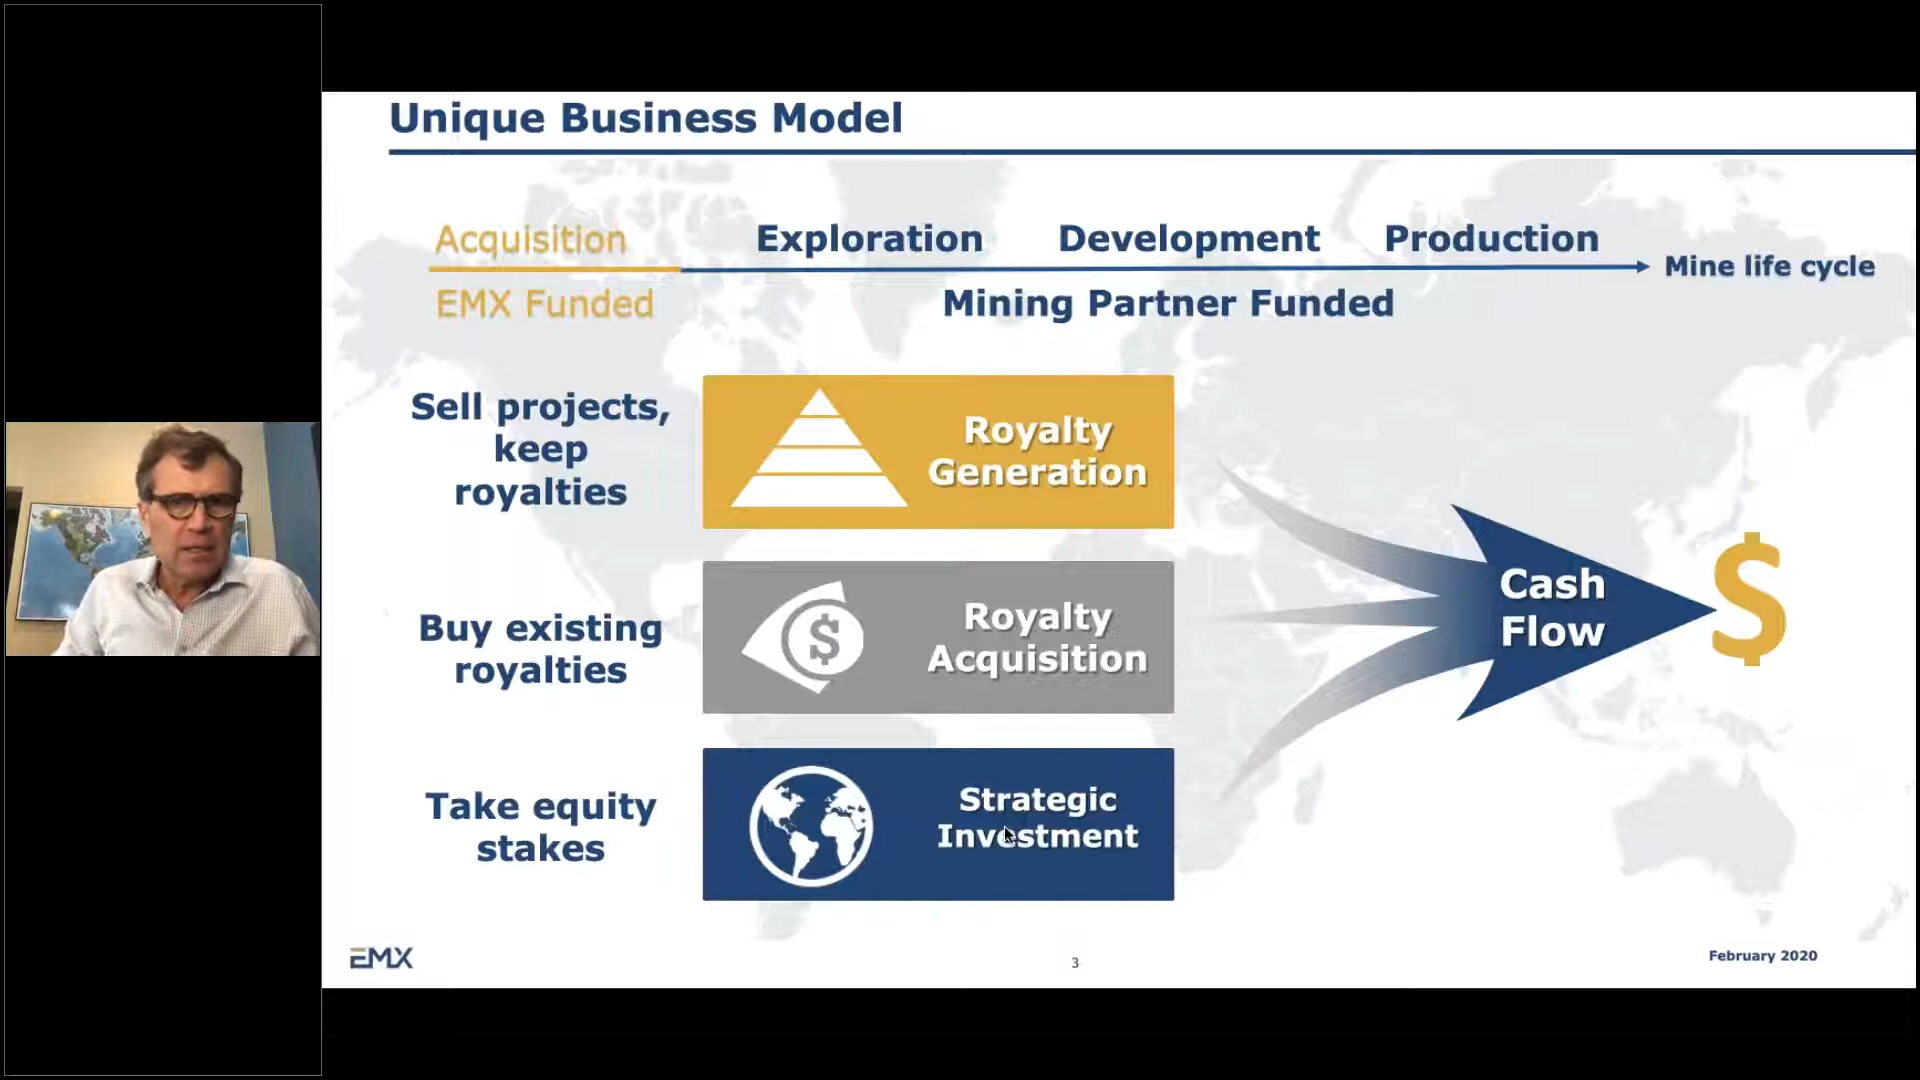 Unique Business Model
Acquisition
Exploration
Development
Production
Mine life cycle
EMX Funded
Mining Partner Funded
Sell projects,
keep
royalties
Royalty
Generation
Buy existing
royalties
$
Royalty
Acquisition
Cash
Flow
$
Take equity
stakes
Strategic
Investment
EMX
3
February 2020